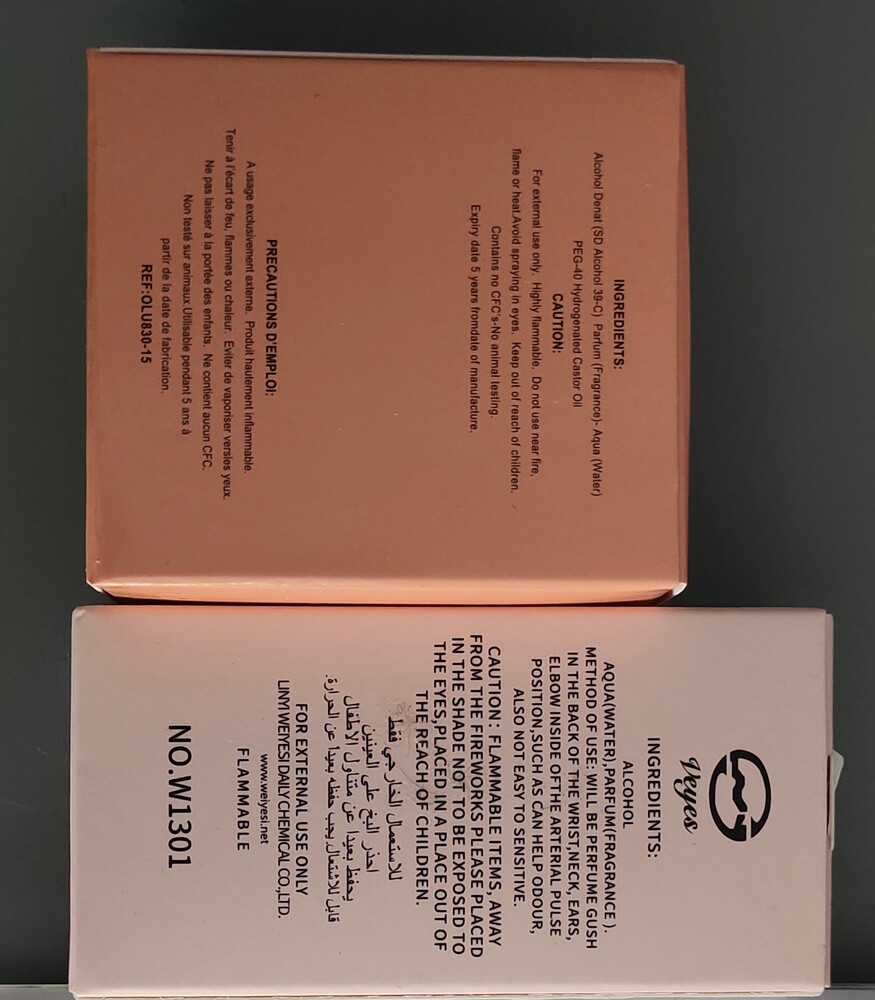 INGREDIENTS:
Alcohol Denat (SD Alcohol 39-C) Parfum (Fragrance)- Aqua (Water)
PEG-40 Hydrogenated Castor Oil
CAUTION:
For external use only. Highly flammable. Do not use near fire,
flame or heat.Avoid spraying in eyes. Keep out of reach of children.
Contains no CFC's-No animal testing.
Expiry date 5 years fromdate of manufacture.
PRECAUTIONS D'EMPLOI:
A usage exclusivement externe. Produit hautement inflammable.
Tenir à l'écart de feu, flammes ou chaleur. Eviter de vaporiser versles yeux.
Ne pas laisser à la portée des enfants. Ne contient aucun CFC.
Non testé sur animaux.Utilisable pendant 5 ans à
partir de la date de fabrication.
REF:OLU830-15
Veyes
INGREDIENTS:
ALCOHOL
AQUA(WATER),PARFUM(FRAGRANCE ).
METHOD OF USE: WILL BE PERFUME GUSH
IN THE BACK OF THE WRIST,NECK, EARS,
ELBOW INSIDE OFTHE ARTERIAL PULSE
POSITION,SUCH AS CAN HELP ODOUR,
ALSO NOT EASY TO SENSITIVE.
CAUTION: FLAMMABLE ITEMS, AWAY
FROM THE FIREWORKS PLEASE PLACED
IN THE SHADE NOT TO BE EXPOSED TO
THE EYES,PLACED IN A PLACE OUT OF
THE REACH OF CHILDREN.
للاستعمال الخارجي فقط
احذر البخ على العينين
يحفظ بعيدا عن متناول الاطفال
قابل للاشتعال يجب حفظه بعيدا عن الحرارة.
FOR EXTERNAL USE ONLY
LINYI WEIYESI DAILY CHEMICAL CO.,LTD.
www.weiyesi.net
FLAMMABLE
NO.W1301